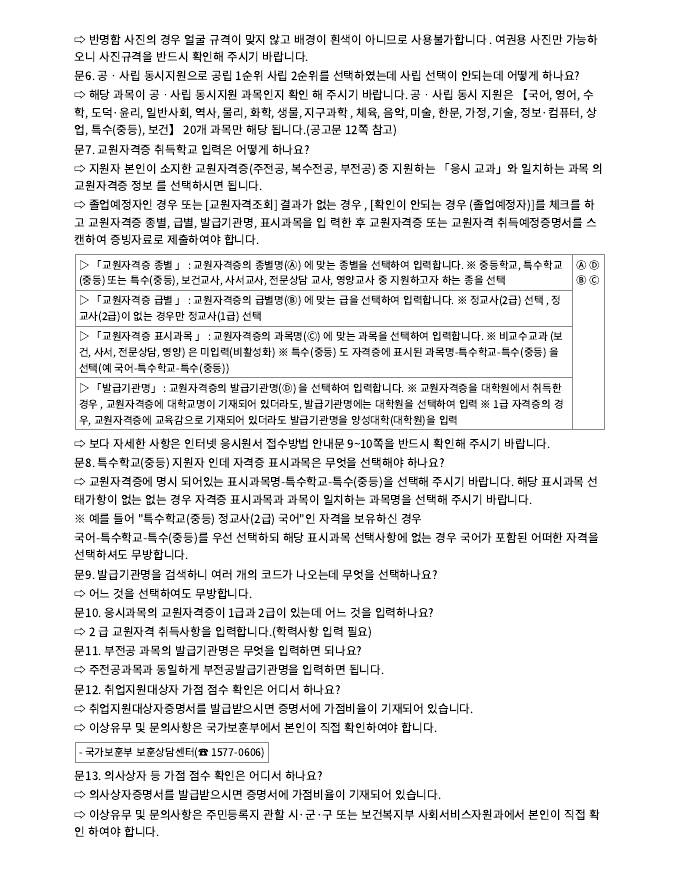 ⇨ 반명함 사진의 경우 얼굴 규격이 맞지 않고 배경이 흰색이 아니므로 사용불가합니다 . 여권용 사진만 가능하
오니 사진규격을 반드시 확인해 주시기 바랍니다.
문6. 공ㆍ사립 동시지원으로 공립 1순위 사립 2순위를 선택하였는데 사립 선택이 안되는데 어떻게 하나요?
⇨ 해당 과목이 공ㆍ사립 동시지원 과목인지 확인 해 주시기 바랍니다. 공ㆍ사립 동시 지원은 【국어, 영어, 수
학, 도덕·윤리, 일반사회, 역사, 물리, 화학, 생물, 지구과학 , 체육, 음악, 미술, 한문, 가정, 기술, 정보·컴퓨터, 상
업, 특수(중등), 보건】 20개 과목만 해당 됩니다.(공고문 12쪽 참고)
문7. 교원자격증 취득학교 입력은 어떻게 하나요?
⇨ 지원자 본인이 소지한 교원자격증(주전공, 복수전공, 부전공) 중 지원하는 「응시 교과」와 일치하는 과목 의
교원자격증 정보 를 선택하시면 됩니다.
⇨ 졸업예정자인 경우 또는 [교원자격조회] 결과가 없는 경우 , [확인이 안되는 경우 (졸업예정자)]를 체크를 하
고 교원자격증 종별, 급별, 발급기관명, 표시과목을 입 력한 후 교원자격증 또는 교원자격 취득예정증명서를 스
캔하여 증빙자료로 제출하여야 합니다.
▷ 「교원자격증 종별 」 : 교원자격증의 종별명(Ⓐ) 에 맞는 종별을 선택하여 입력합니다. ※ 중등학교, 특수학교
(중등) 또는 특수(중등), 보건교사, 사서교사, 전문상담 교사, 영양교사 중 지원하고자 하는 종을 선택
Ⓐ Ⓓ
Ⓑ Ⓒ
▷ 「교원자격증 급별 」 : 교원자격증의 급별명(Ⓑ) 에 맞는 급을 선택하여 입력합니다. ※ 정교사(2급) 선택 , 정
교사(2급)이 없는 경우만 정교사(1급) 선택
▷ 「교원자격증 표시과목 」 : 교원자격증의 과목명(Ⓒ) 에 맞는 과목을 선택하여 입력합니다. ※ 비교수교과 (보
건, 사서, 전문상담, 영양) 은 미입력(비활성화) ※ 특수(중등) 도 자격증에 표시된 과목명-특수학교-특수(중등) 을
선택(예 국어-특수학교-특수(중등))
▷ 「발급기관명」 : 교원자격증의 발급기관명(Ⓓ) 을 선택하여 입력합니다. ※ 교원자격증을 대학원에서 취득한
경우 , 교원자격증에 대학교명이 기재되어 있더라도, 발급기관명에는 대학원을 선택하여 입력 ※ 1급 자격증의 경
우, 교원자격증에 교육감으로 기재되어 있더라도 발급기관명을 양성대학(대학원)을 입력
⇨ 보다 자세한 사항은 인터넷 응시원서 접수방법 안내문 9~10쪽을 반드시 확인해 주시기 바랍니다.
문8. 특수학교(중등) 지원자 인데 자격증 표시과목은 무엇을 선택해야 하나요?
⇨ 교원자격증에 명시 되어있는 표시과목명-특수학교-특수(중등)을 선택해 주시기 바랍니다. 해당 표시과목 선
태가항이 없는 없는 경우 자격증 표시과목과 과목이 일치하는 과목명을 선택해 주시기 바랍니다.
※ 예를 들어 "특수학교(중등) 정교사(2급) 국어"인 자격을 보유하신 경우
국어-특수학교-특수(중등)를 우선 선택하되 해당 표시과목 선택사항에 없는 경우 국어가 포함된 어떠한 자격을
선택하셔도 무방합니다.
문9. 발급기관명을 검색하니 여러 개의 코드가 나오는데 무엇을 선택하나요?
⇨ 어느 것을 선택하여도 무방합니다.
문10. 응시과목의 교원자격증이 1급과 2급이 있는데 어느 것을 입력하나요?
⇨ 2 급 교원자격 취득사항을 입력합니다.(학력사항 입력 필요)
문11. 부전공 과목의 발급기관명은 무엇을 입력하면 되나요?
⇨ 주전공과목과 동일하게 부전공발급기관명을 입력하면 됩니다.
문12. 취업지원대상자 가점 점수 확인은 어디서 하나요?
⇨ 취업지원대상자증명서를 발급받으시면 증명서에 가점비율이 기재되어 있습니다.
⇨ 이상유무 및 문의사항은 국가보훈부에서 본인이 직접 확인하여야 합니다.
- 국가보훈부 보훈상담센터(☎ 1577-0606)
문13. 의사상자 등 가점 점수 확인은 어디서 하나요?
⇨ 의사상자증명서를 발급받으시면 증명서에 가점비율이 기재되어 있습니다.
⇨ 이상유무 및 문의사항은 주민등록지 관할 시·군·구 또는 보건복지부 사회서비스자원과에서 본인이 직접 확
인 하여야 합니다.